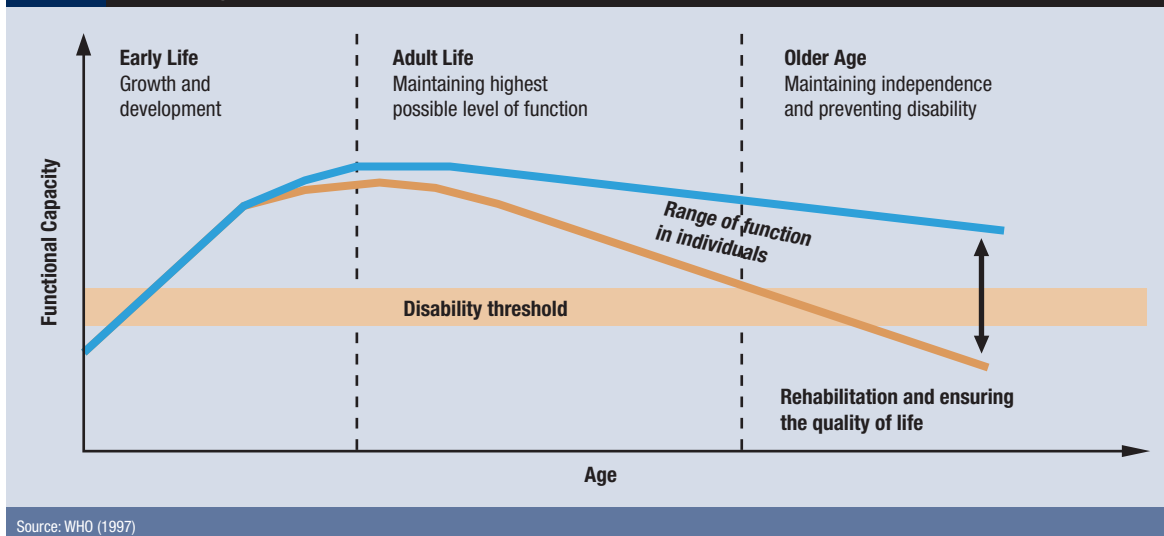 Early Life
Growth and
development
Adult Life
Maintaining highest
possible level of function
Older Age
Maintaining independence
and preventing disability
Functional Capacity
Range of function
in individuals
Disability threshold
Rehabilitation and ensuring
the quality of life
Age
Source: WHO (1997)